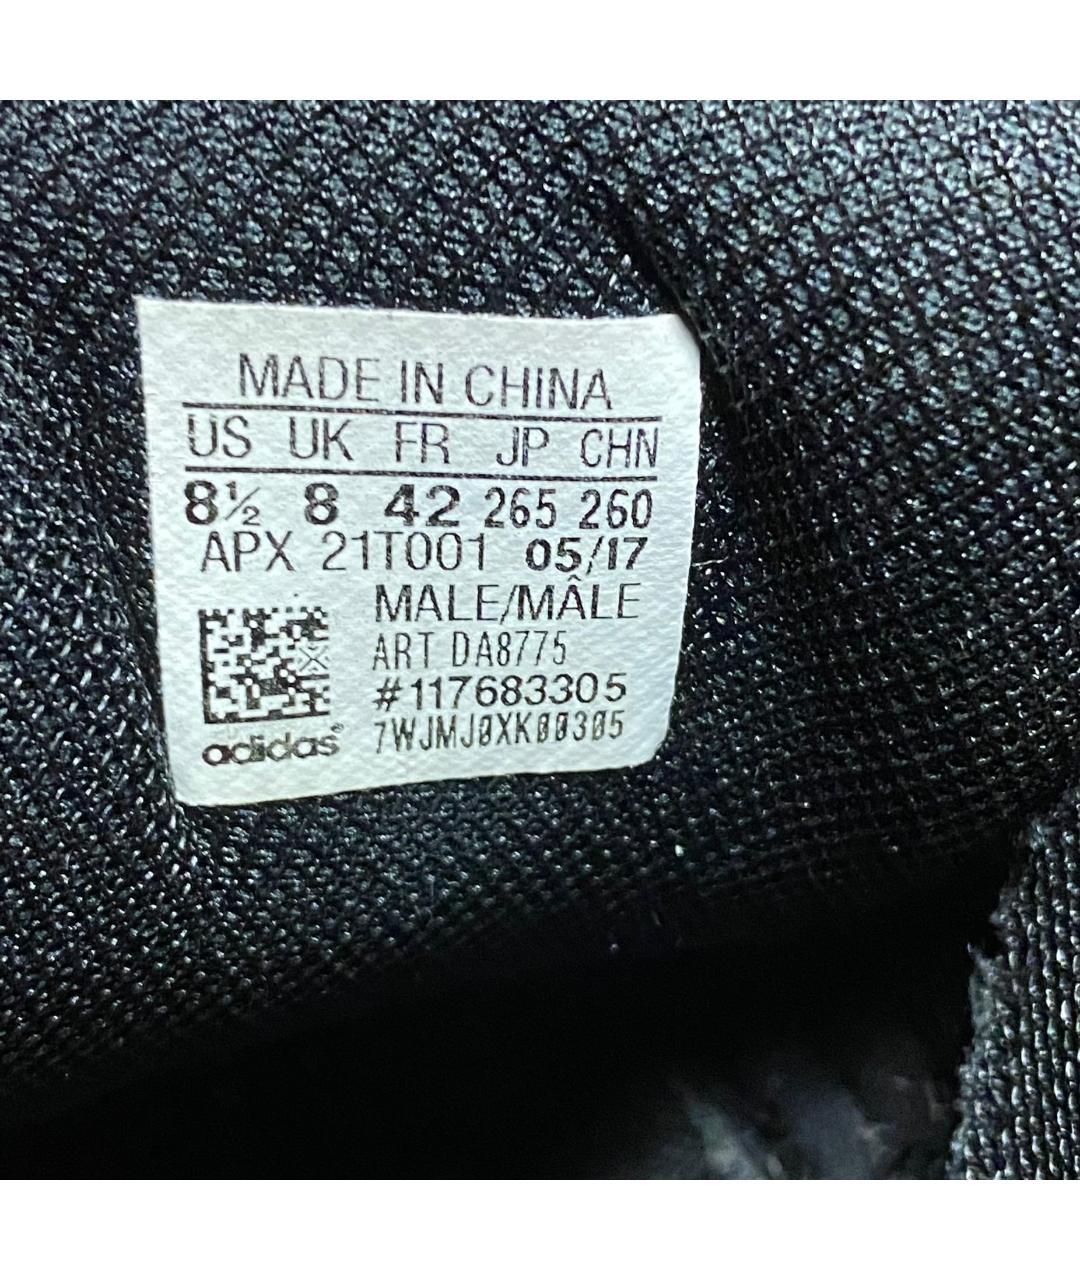 MADE IN CHINA
US UK FR JP CHN
8½ 8 42 265 260
APX 21T001 05/17
MALE/MÂLE
ART DA8775
#117683305
adidas® 7WJMJ0XK00305